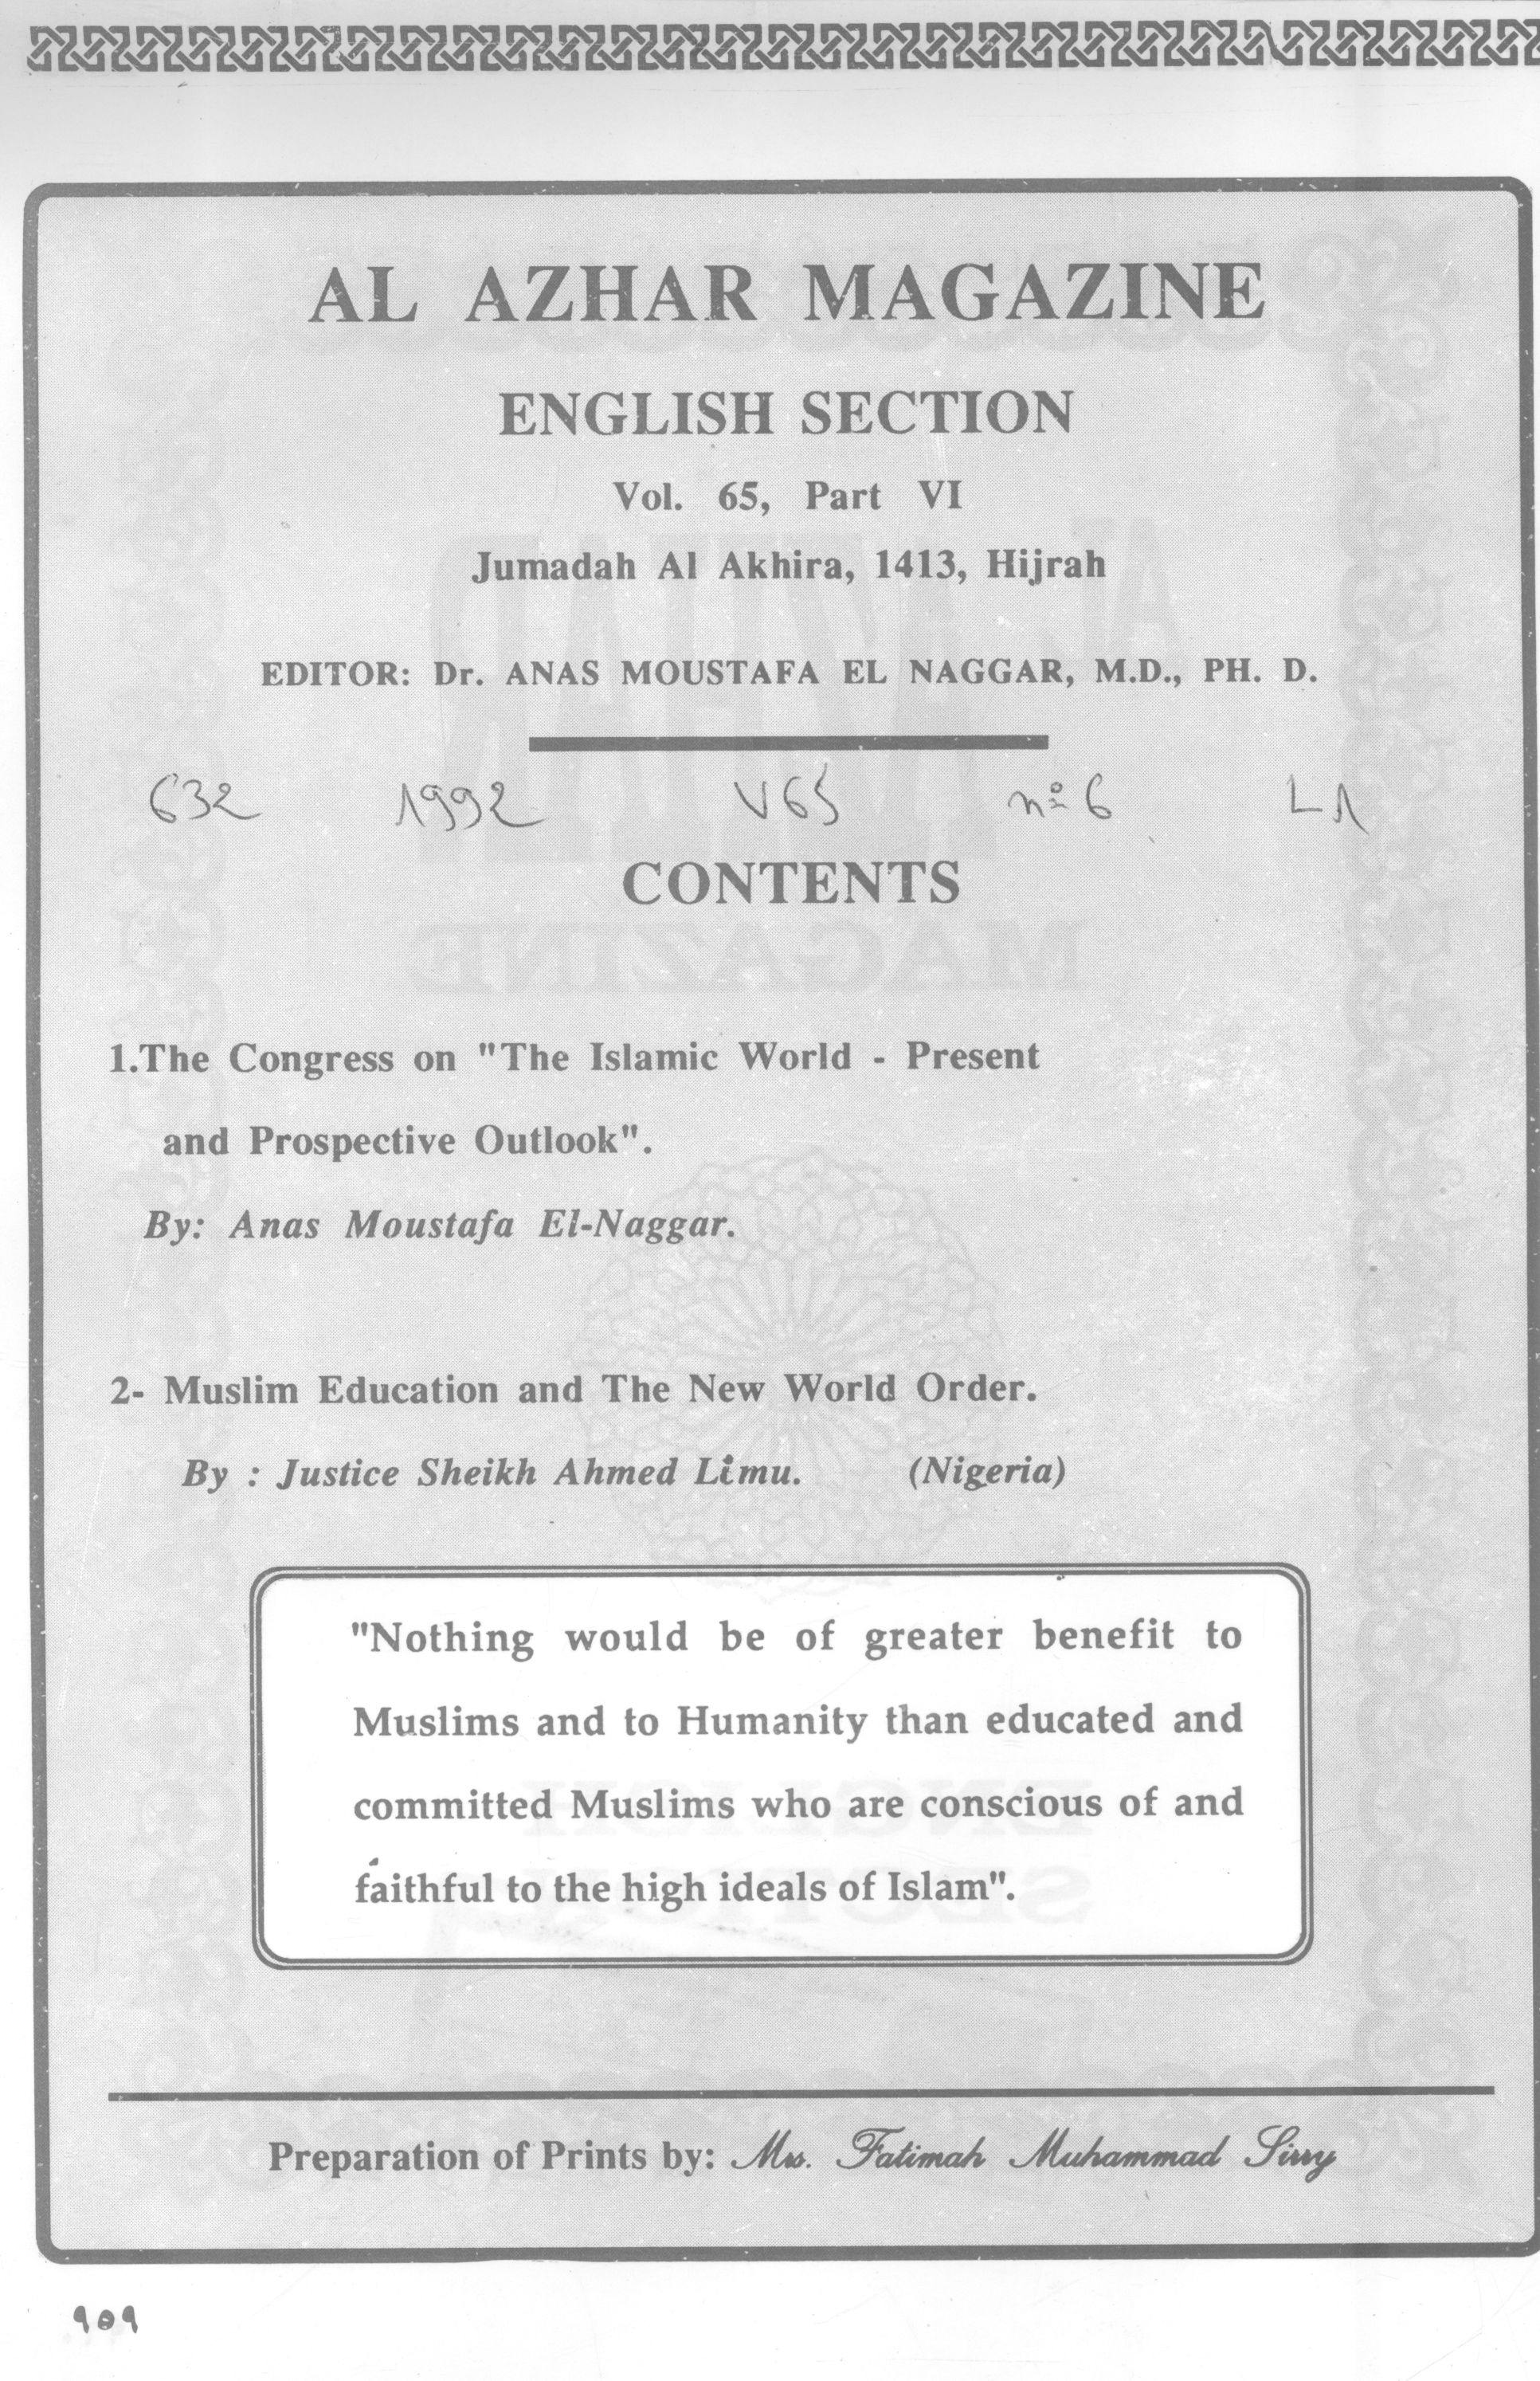 AL AZHAR MAGAZINE
ENGLISH SECTION
Vol. 65, Part VI
Jumadah Al Akhira, 1413, Hijrah
EDITOR: Dr. ANAS MOUSTAFA EL NAGGAR, M.D., PH. D.
632 1992 V65 nº 6 L1
CONTENTS
1.The Congress on "The Islamic World - Present
and Prospective Outlook".
By: Anas Moustafa El-Naggar.
2- Muslim Education and The New World Order.
By : Justice Sheikh Ahmed Limu. (Nigeria)
"Nothing would be of greater benefit to
Muslims and to Humanity than educated and
committed Muslims who are conscious of and
faithful to the high ideals of Islam".
Preparation of Prints by: Mrs. Fatimah Muhammad Sirry
٩٥٩